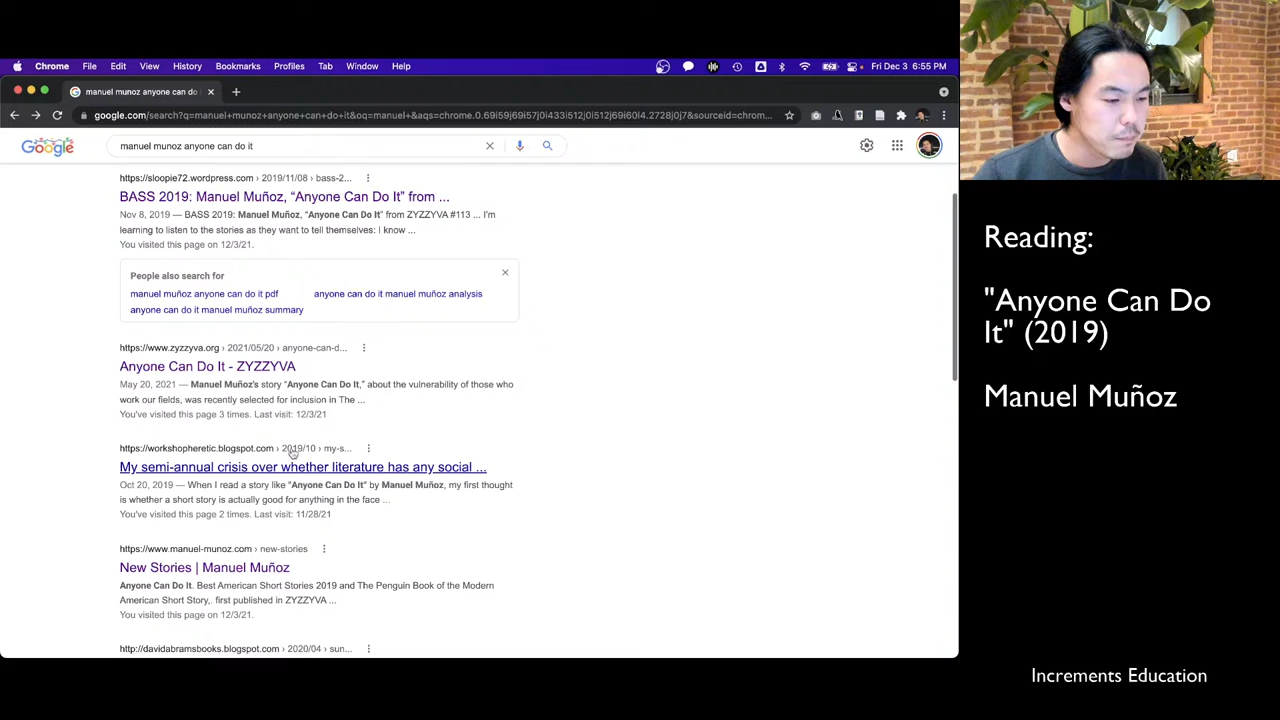 Chrome File Edit View History Bookmarks Profiles Tab Window Help Fri Dec 3 6:55 PM
manuel munoz anyone can do
google.com/search?q=manuel+munoz+anyone+can+do+it&oq=manuel+&aqs=chrome.0.69i59j69i57j0i433i512j0i512j69i60l4.2728j0j7&sourceid=chrom...
Google
manuel munoz anyone can do it
https://sloopie72.wordpress.com › 2019/11/08 › bass-2...
BASS 2019: Manuel Muñoz, “Anyone Can Do It” from ...
Nov 8, 2019 — BASS 2019: Manuel Muñoz, “Anyone Can Do It” from ZYZZYVA #113 ... I'm
learning to listen to the stories as they want to tell themselves: I know ...
You visited this page on 12/3/21.
People also search for
manuel muñoz anyone can do it pdf
anyone can do it manuel muñoz analysis
anyone can do it manuel muñoz summary
https://www.zyzzyva.org › 2021/05/20 › anyone-can-d...
Anyone Can Do It - ZYZZYVA
May 20, 2021 — Manuel Muñoz's story “Anyone Can Do It,” about the vulnerability of those who
work our fields, was recently selected for inclusion in The ...
You've visited this page 3 times. Last visit: 12/3/21
https://workshopheretic.blogspot.com › 2019/10 › my-s...
My semi-annual crisis over whether literature has any social ...
Oct 20, 2019 — When I read a story like "Anyone Can Do It" by Manuel Muñoz, my first thought
is whether a short story is actually good for anything in the face ...
You've visited this page 2 times. Last visit: 11/28/21
https://www.manuel-munoz.com › new-stories
New Stories | Manuel Muñoz
Anyone Can Do It. Best American Short Stories 2019 and The Penguin Book of the Modern
American Short Story,. first published in ZYZZYVA ...
You visited this page on 12/3/21.
http://davidabramsbooks.blogspot.com › 2020/04 › sun...
Reading:
"Anyone Can Do
It" (2019)
Manuel Muñoz
Increments Education